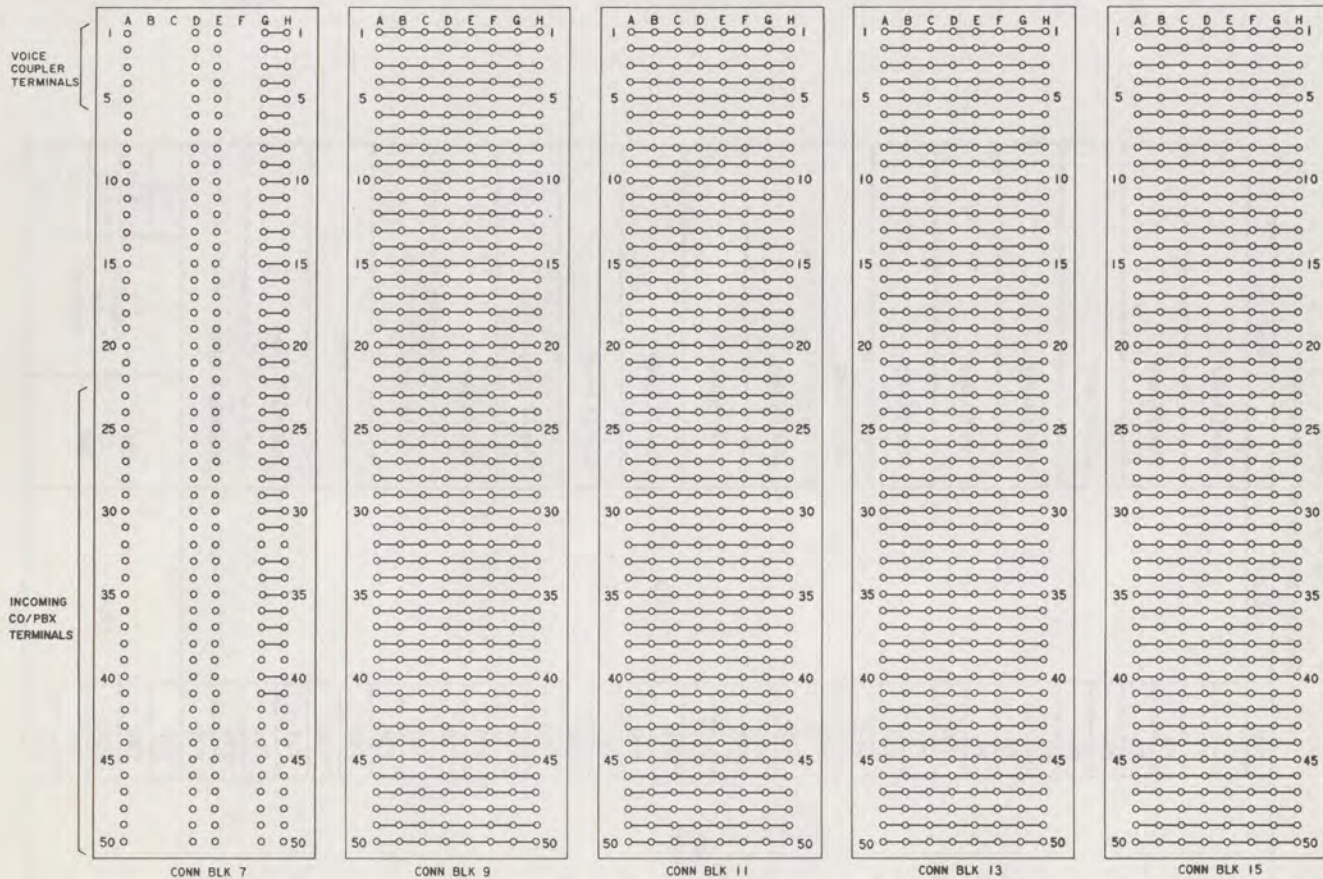 A B C D E F G H
A B C D E F G H
A B C D E F G H
A B C D E F G H
A B C D E F G H
1 1 1 1 1 1 1 1 1 1
VOICE
COUPLER
TERMINALS
5 5 5 5 5 5 5 5 5 5
10 10 10 10 10 10 10 10 10 10
15 15 15 15 15 15 15 15 15 15
20 20 20 20 20 20 20 20 20 20
25 25 25 25 25 25 25 25 25 25
30 30 30 30 30 30 30 30 30 30
INCOMING
CO/PBX
TERMINALS
35 35 35 35 35 35 35 35 35 35
40 40 40 40 40 40 40 40 40 40
45 45 45 45 45 45 45 45 45 45
50 50 50 50 50 50 50 50 50 50
CONN BLK 7
CONN BLK 9
CONN BLK 11
CONN BLK 13
CONN BLK 15